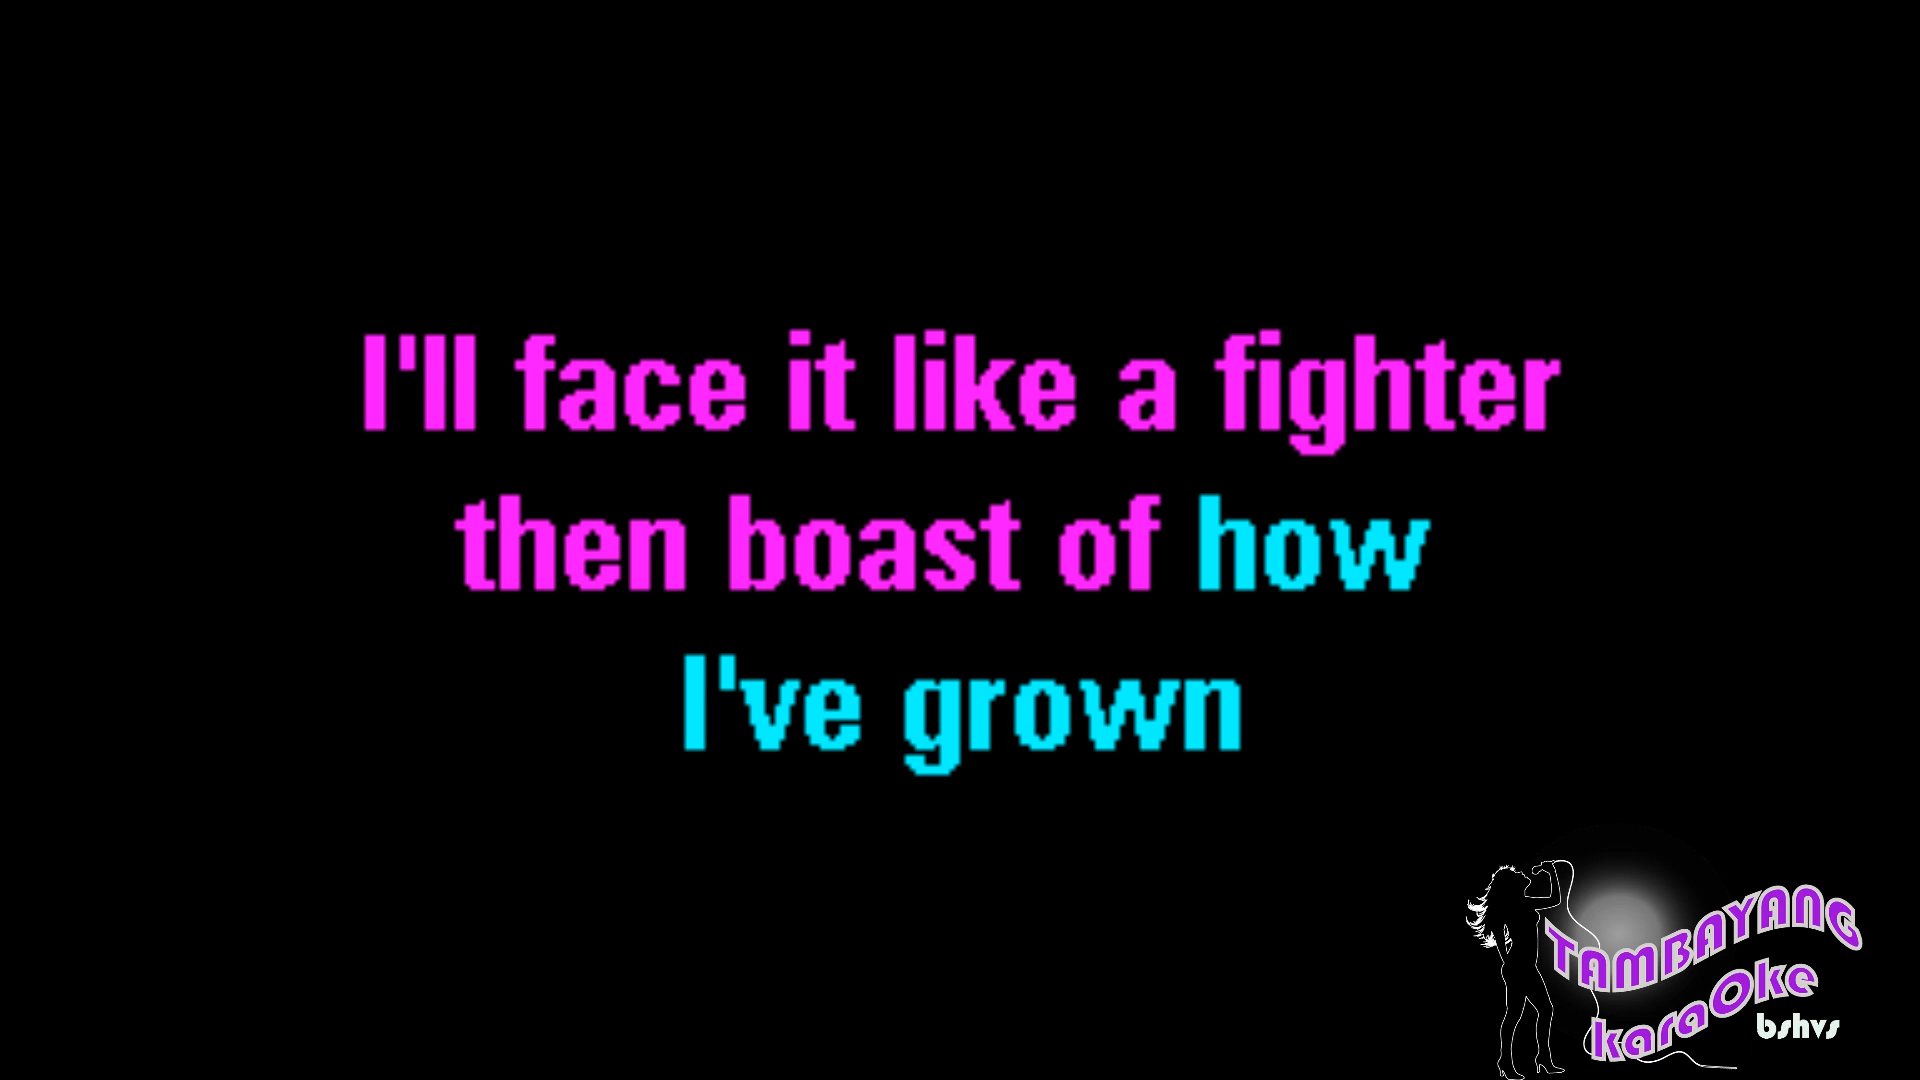 I'll face it like a fighter
then boast of how
I've grown
TAMBAYANG
karaOke
bshvs